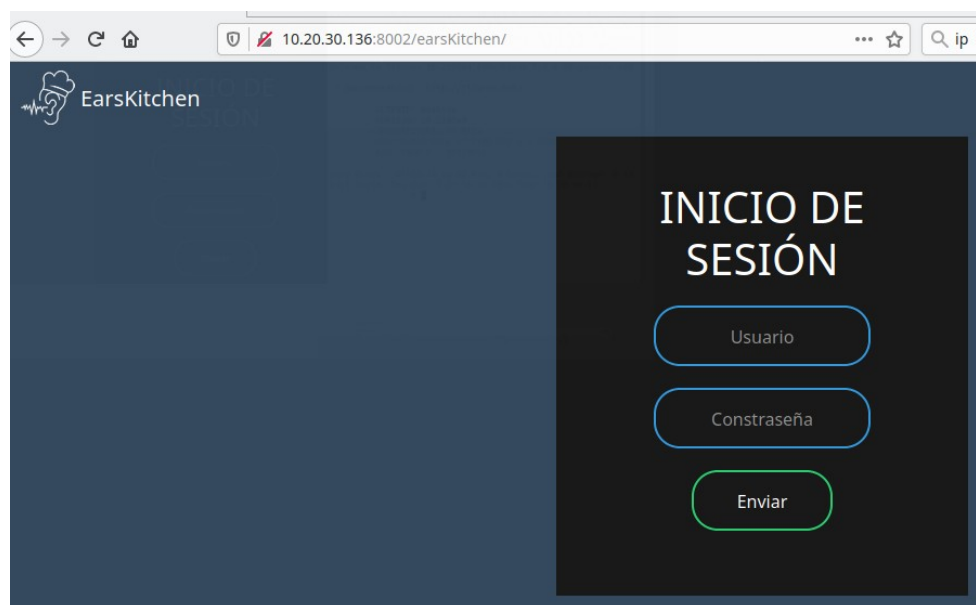 10.20.30.136:8002/earsKitchen/
ip
EarsKitchen
INICIO DE
SESIÓN
Usuario
Constraseña
Enviar